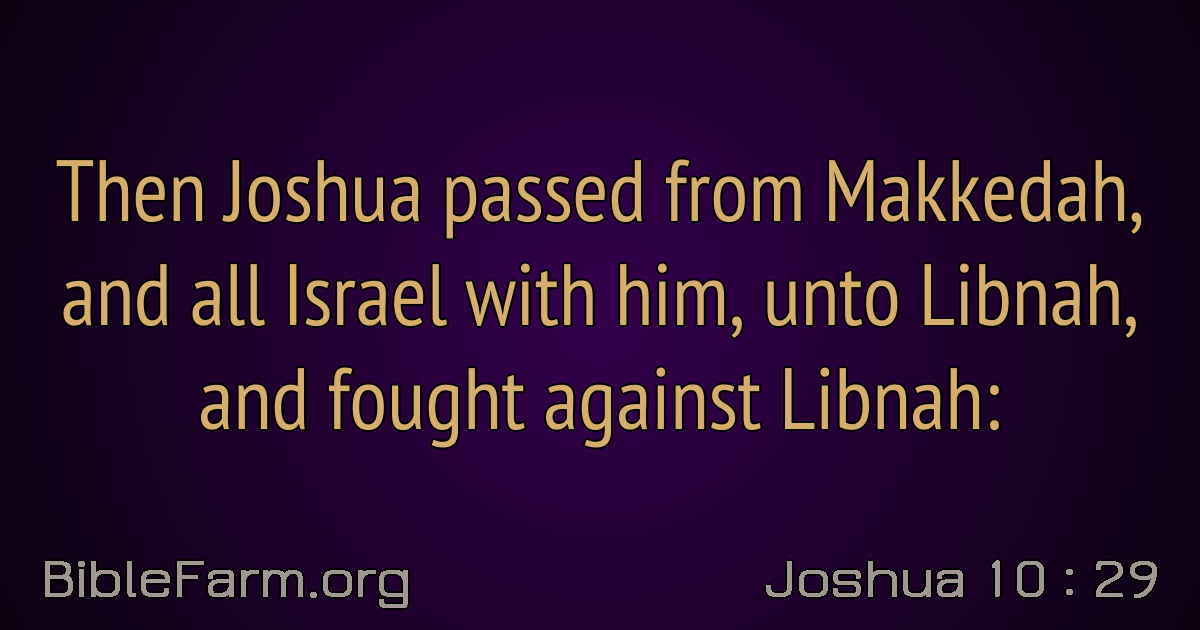 Then Joshua passed from Makkedah,
and all Israel with him, unto Libnah,
and fought against Libnah:
BibleFarm.org
Joshua 10 : 29